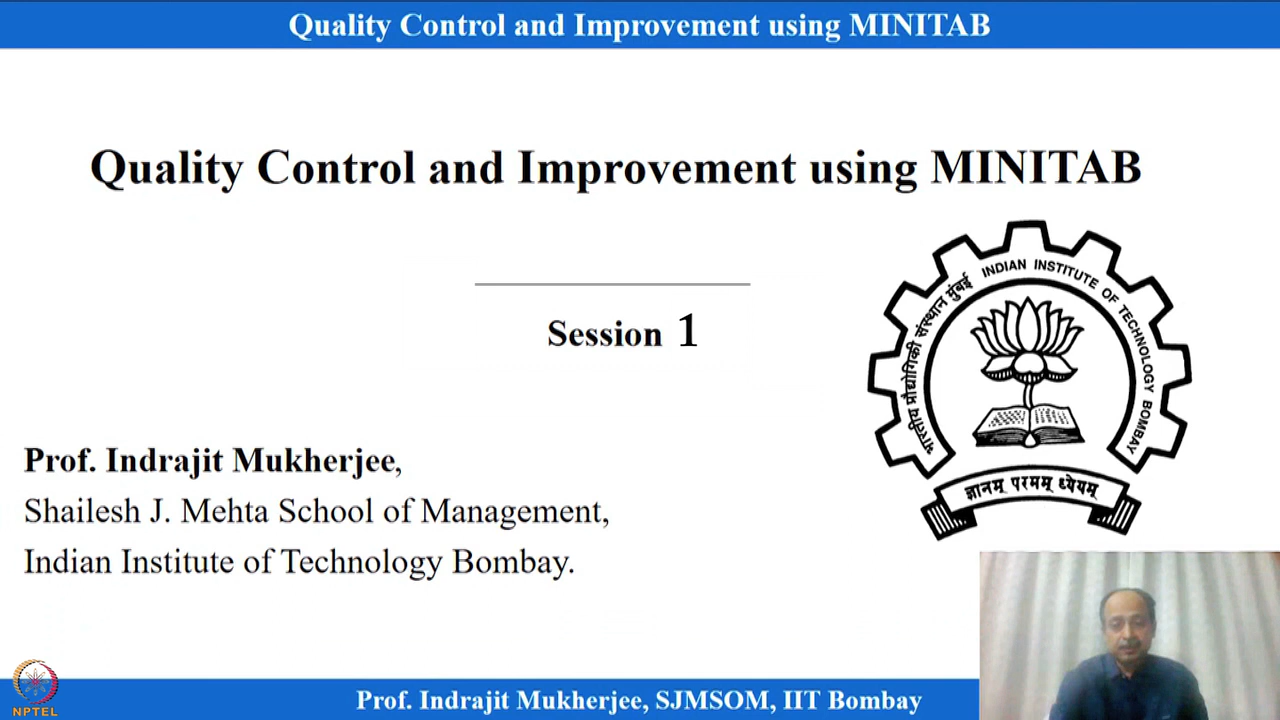 Quality Control and Improvement using MINITAB
Quality Control and Improvement using MINITAB
Session 1
भारतीय प्रौद्योगिकी संस्थान मुंबई INDIAN INSTITUTE OF TECHNOLOGY BOMBAY
ज्ञानम् परमम् ध्येयम्
Prof. Indrajit Mukherjee,
Shailesh J. Mehta School of Management,
Indian Institute of Technology Bombay.
NPTEL
Prof. Indrajit Mukherjee, SJMSOM, IIT Bombay